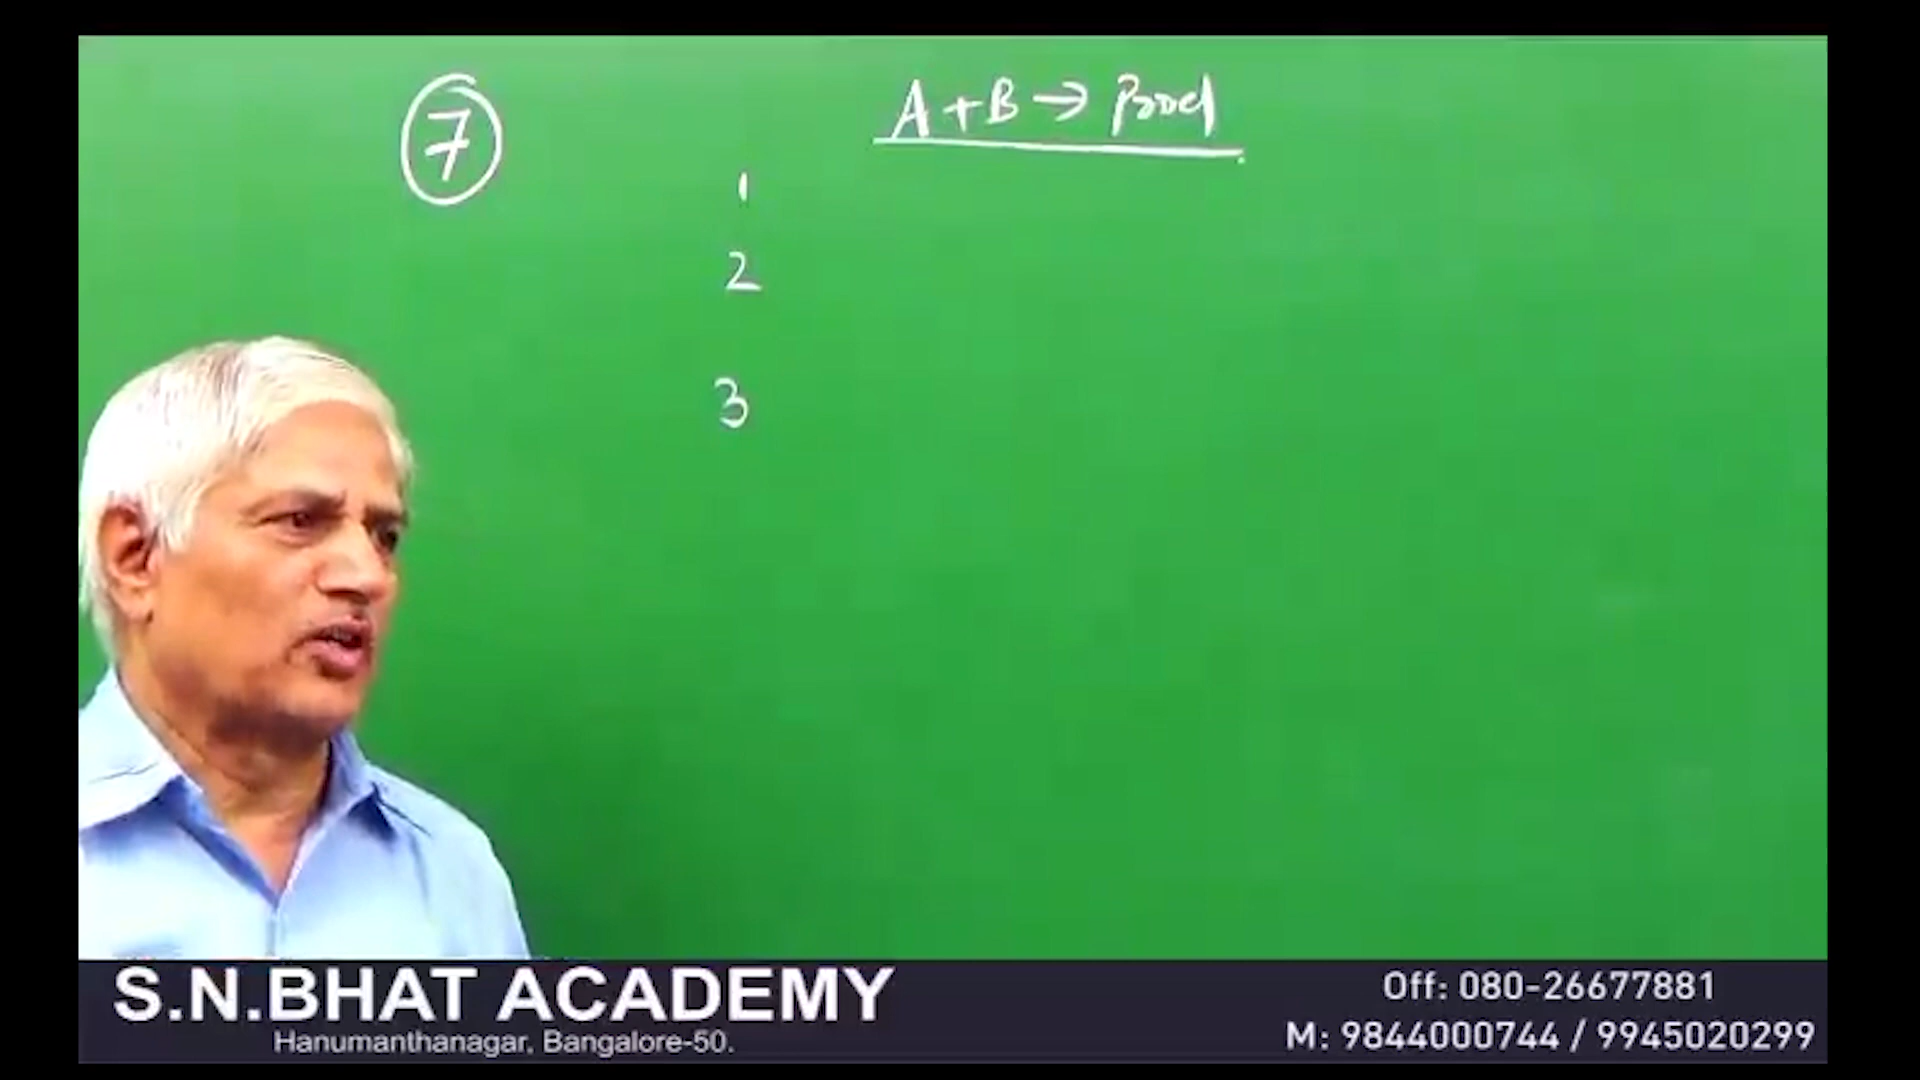 7
A + B → Prod
1
2
3
S.N.BHAT ACADEMY
Hanumanthanagar, Bangalore-50.
Off: 080-26677881
M: 9844000744 / 9945020299